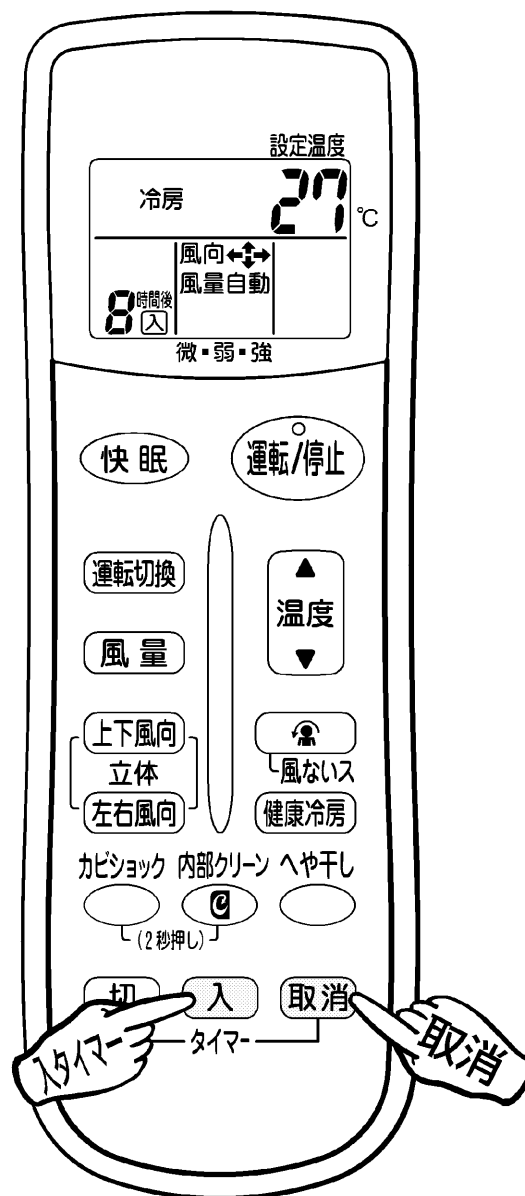 設定温度
冷房 27 ℃
風向
8 時間後 入 風量自動
微▪弱▪強
快眠 運転/停止
運転切換 ▲
温度
風量 ▼
上下風向
立体 風ないス
左右風向 健康冷房
カビショック 内部クリーン へや干し
C
(2秒押し)
切 入 取消
タイマー
入タイマー 取消